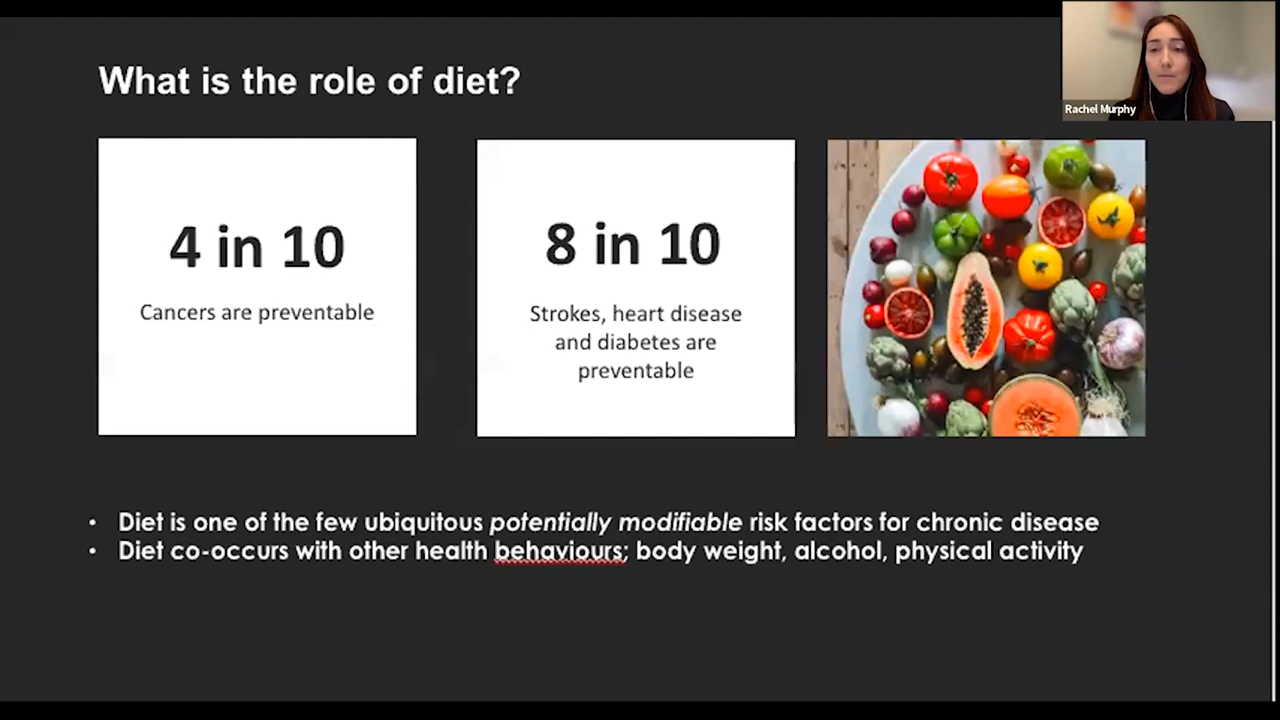 What is the role of diet?
Rachel Murphy
4 in 10
Cancers are preventable
8 in 10
Strokes, heart disease
and diabetes are
preventable
• Diet is one of the few ubiquitous potentially modifiable risk factors for chronic disease
• Diet co-occurs with other health behaviours; body weight, alcohol, physical activity